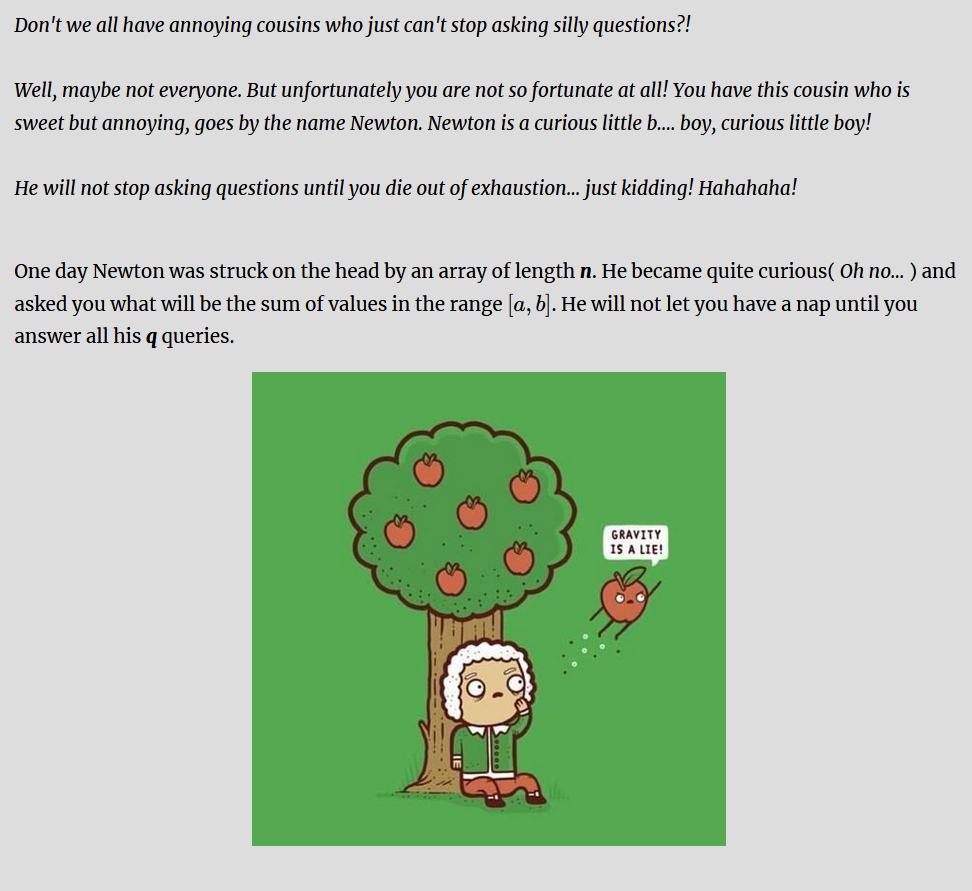 Don't we all have annoying cousins who just can't stop asking silly questions?!
Well, maybe not everyone. But unfortunately you are not so fortunate at all! You have this cousin who is
sweet but annoying, goes by the name Newton. Newton is a curious little b.... boy, curious little boy!
He will not stop asking questions until you die out of exhaustion... just kidding! Hahahaha!
One day Newton was struck on the head by an array of length n. He became quite curious( Oh no... ) and
asked you what will be the sum of values in the range [a, b]. He will not let you have a nap until you
answer all his q queries.
GRAVITY
IS A LIE!